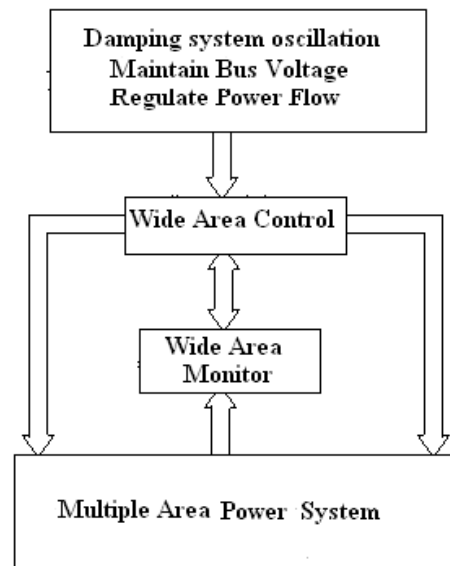 Damping system oscillation
Maintain Bus Voltage
Regulate Power Flow
Wide Area Control
Wide Area
Monitor
Multiple Area Power System